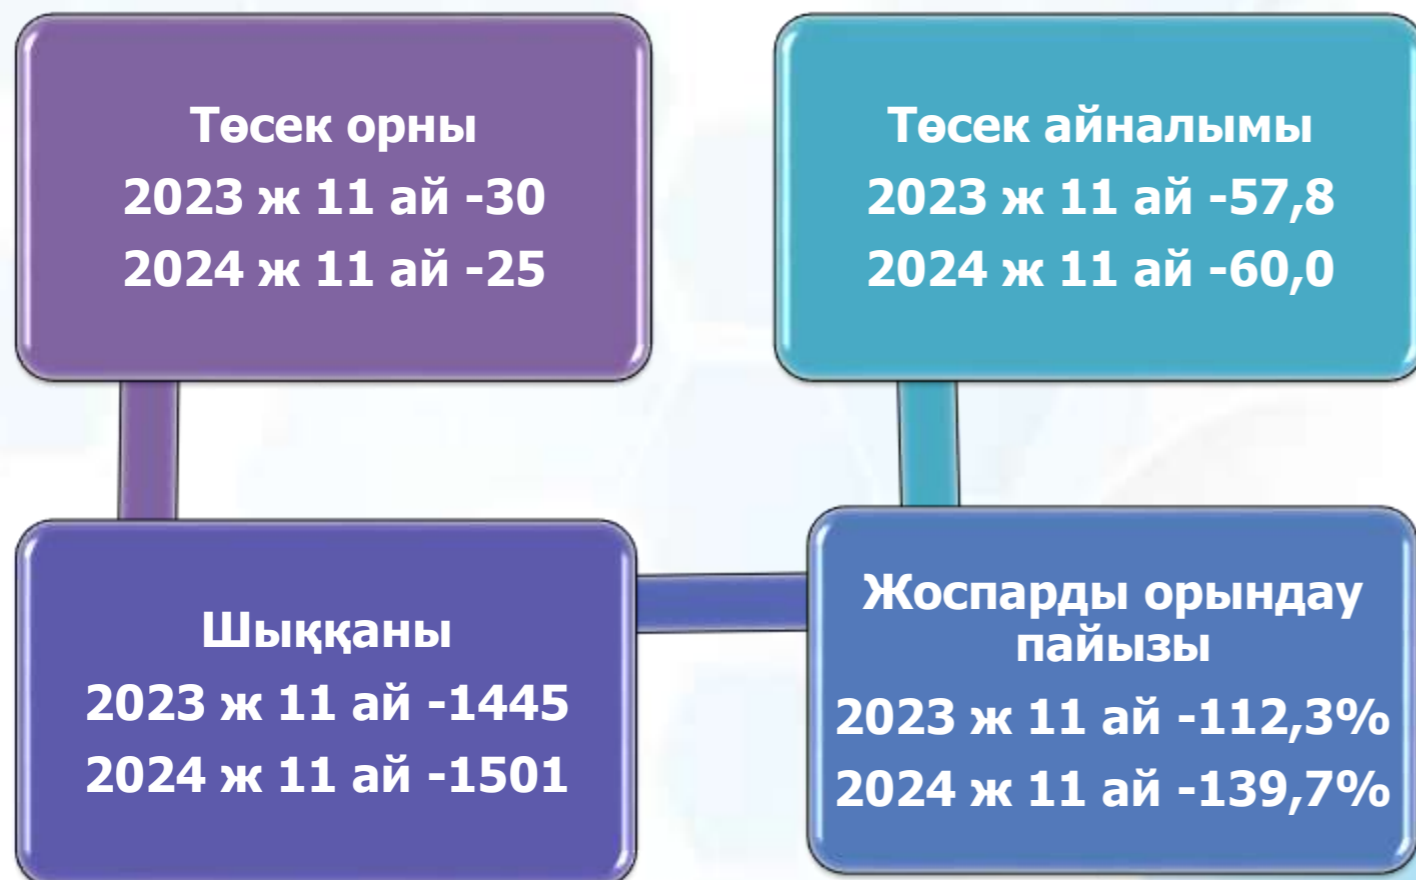 Төсек орны
2023 ж 11 ай -30
2024 ж 11 ай -25
Төсек айналымы
2023 ж 11 ай -57,8
2024 ж 11 ай -60,0
Шыққаны
2023 ж 11 ай -1445
2024 ж 11 ай -1501
Жоспарды орындау
пайызы
2023 ж 11 ай -112,3%
2024 ж 11 ай -139,7%